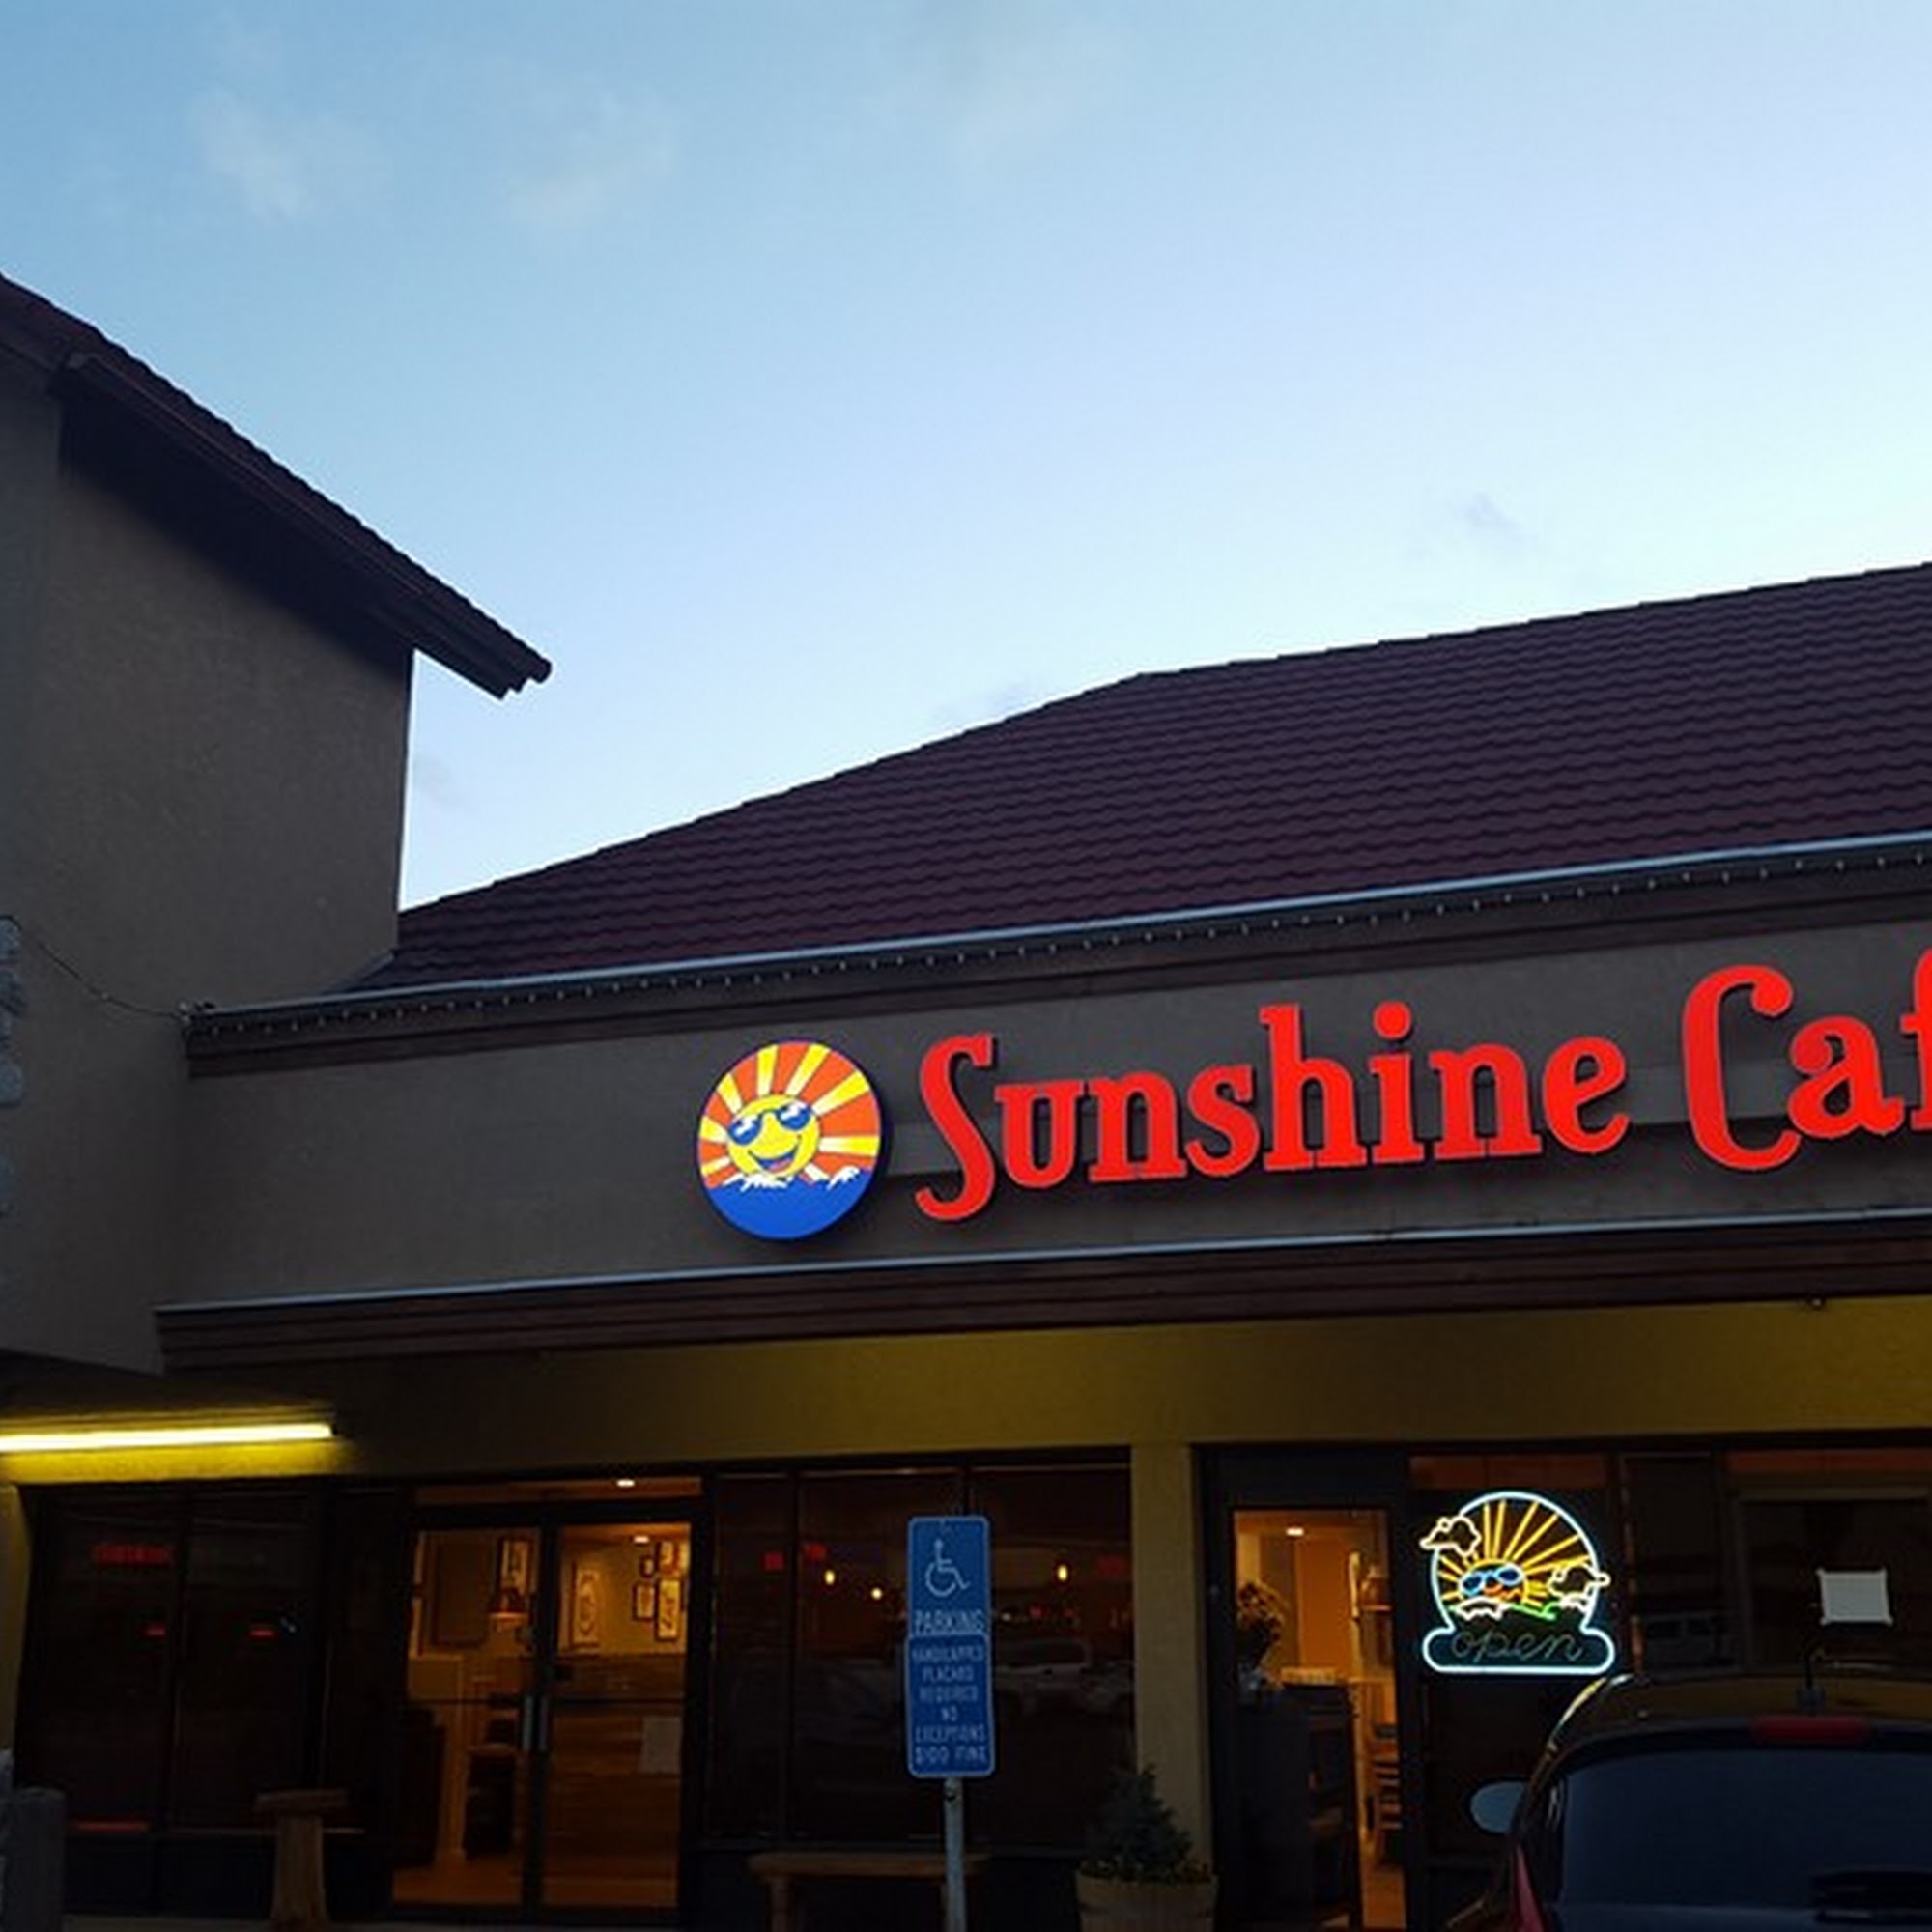 Sunshine Caf
open
PARKING
HANDICAPPED
PLACARD
REQUIRED
NO
EXCEPTIONS
$100 FINE